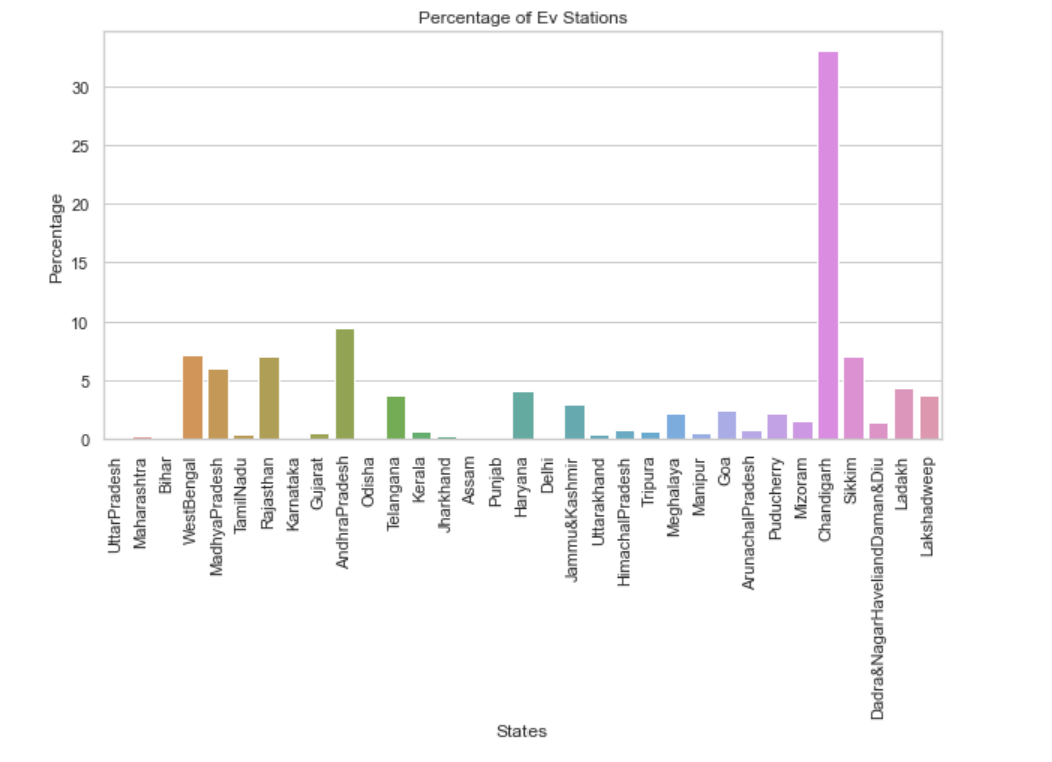 Percentage of Ev Stations
Percentage
30
25
20
15
10
5
0
UttarPradesh
Maharashtra
Bihar
WestBengal
MadhyaPradesh
TamilNadu
Rajasthan
Karnataka
Gujarat
AndhraPradesh
Odisha
Telangana
Kerala
Jharkhand
Assam
Punjab
Haryana
Delhi
Jammu&Kashmir
Uttarakhand
HimachalPradesh
Tripura
Meghalaya
Manipur
Goa
ArunachalPradesh
Puducherry
Mizoram
Chandigarh
Sikkim
Dadra&NagarHaveliandDaman&Diu
Ladakh
Lakshadweep
States